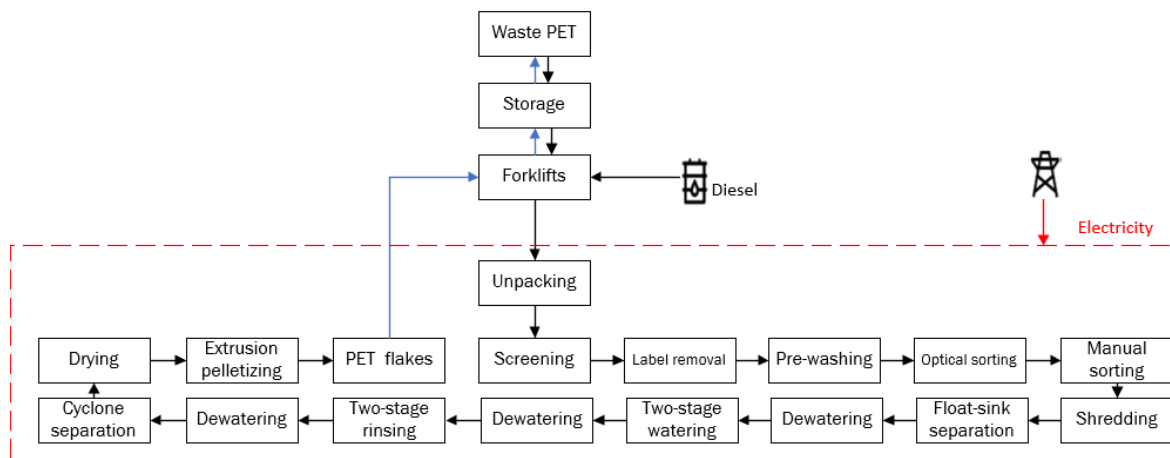 Waste PET
Storage
Forklifts
Diesel
Electricity
Unpacking
Drying
Extrusion
pelletizing
PET flakes
Screening
Label removal
Pre-washing
Optical sorting
Manual
sorting
Cyclone
separation
Dewatering
Two-stage
rinsing
Dewatering
Two-stage
watering
Dewatering
Float-sink
separation
Shredding